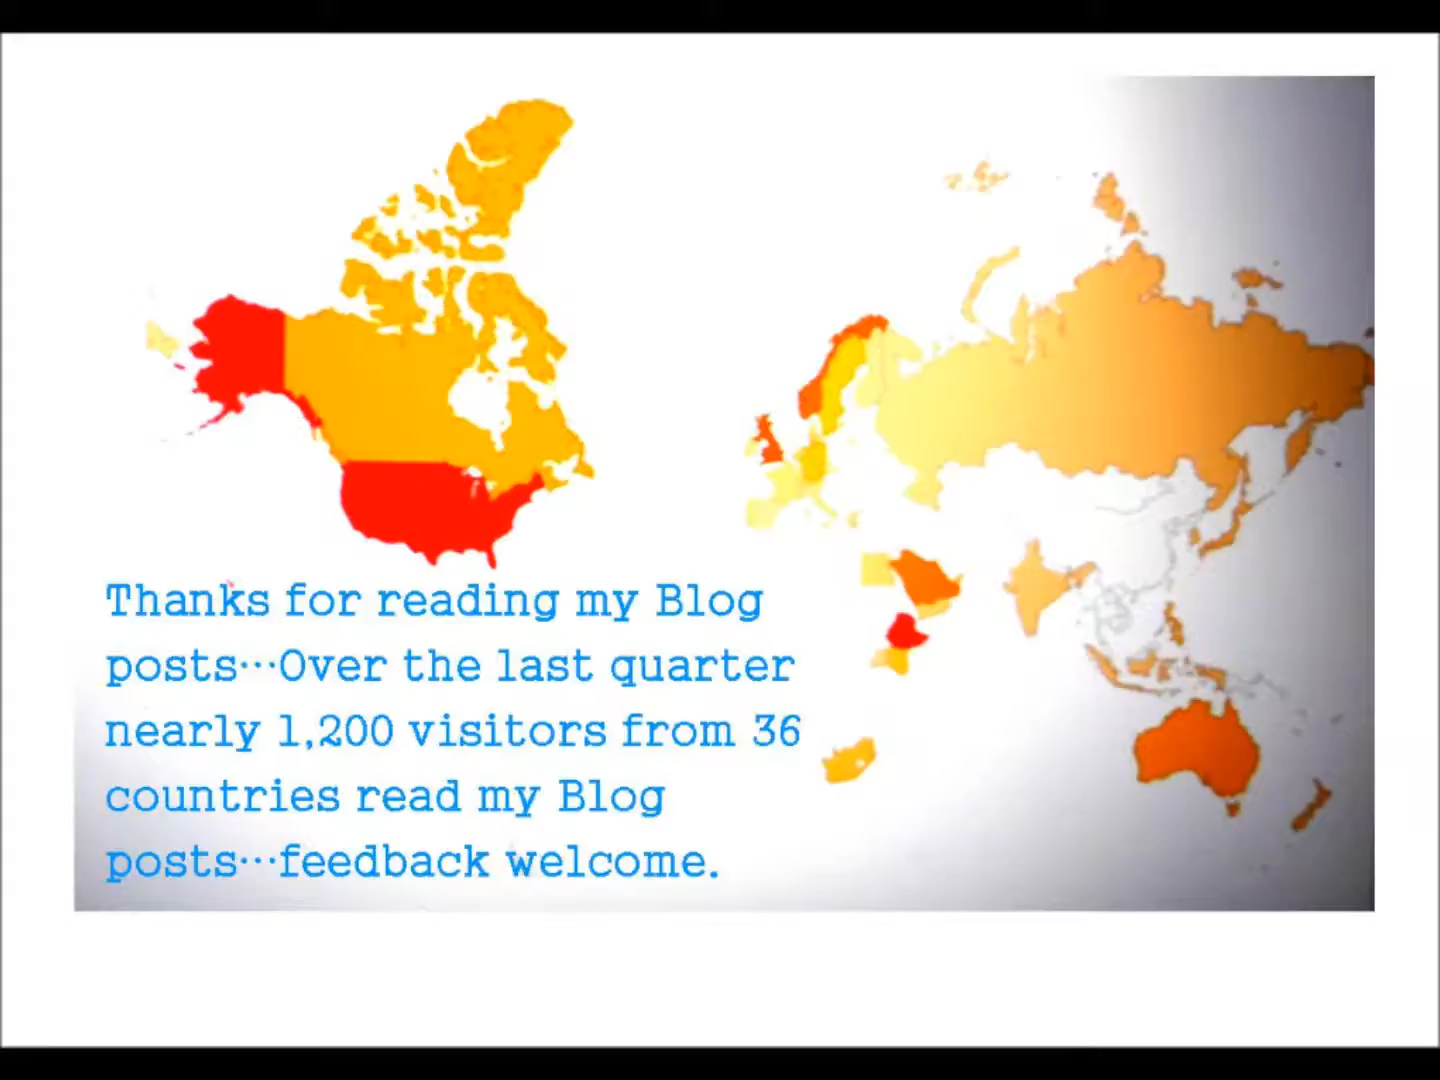 Thanks for reading my Blog
posts…Over the last quarter
nearly 1,200 visitors from 36
countries read my Blog
posts…feedback welcome.